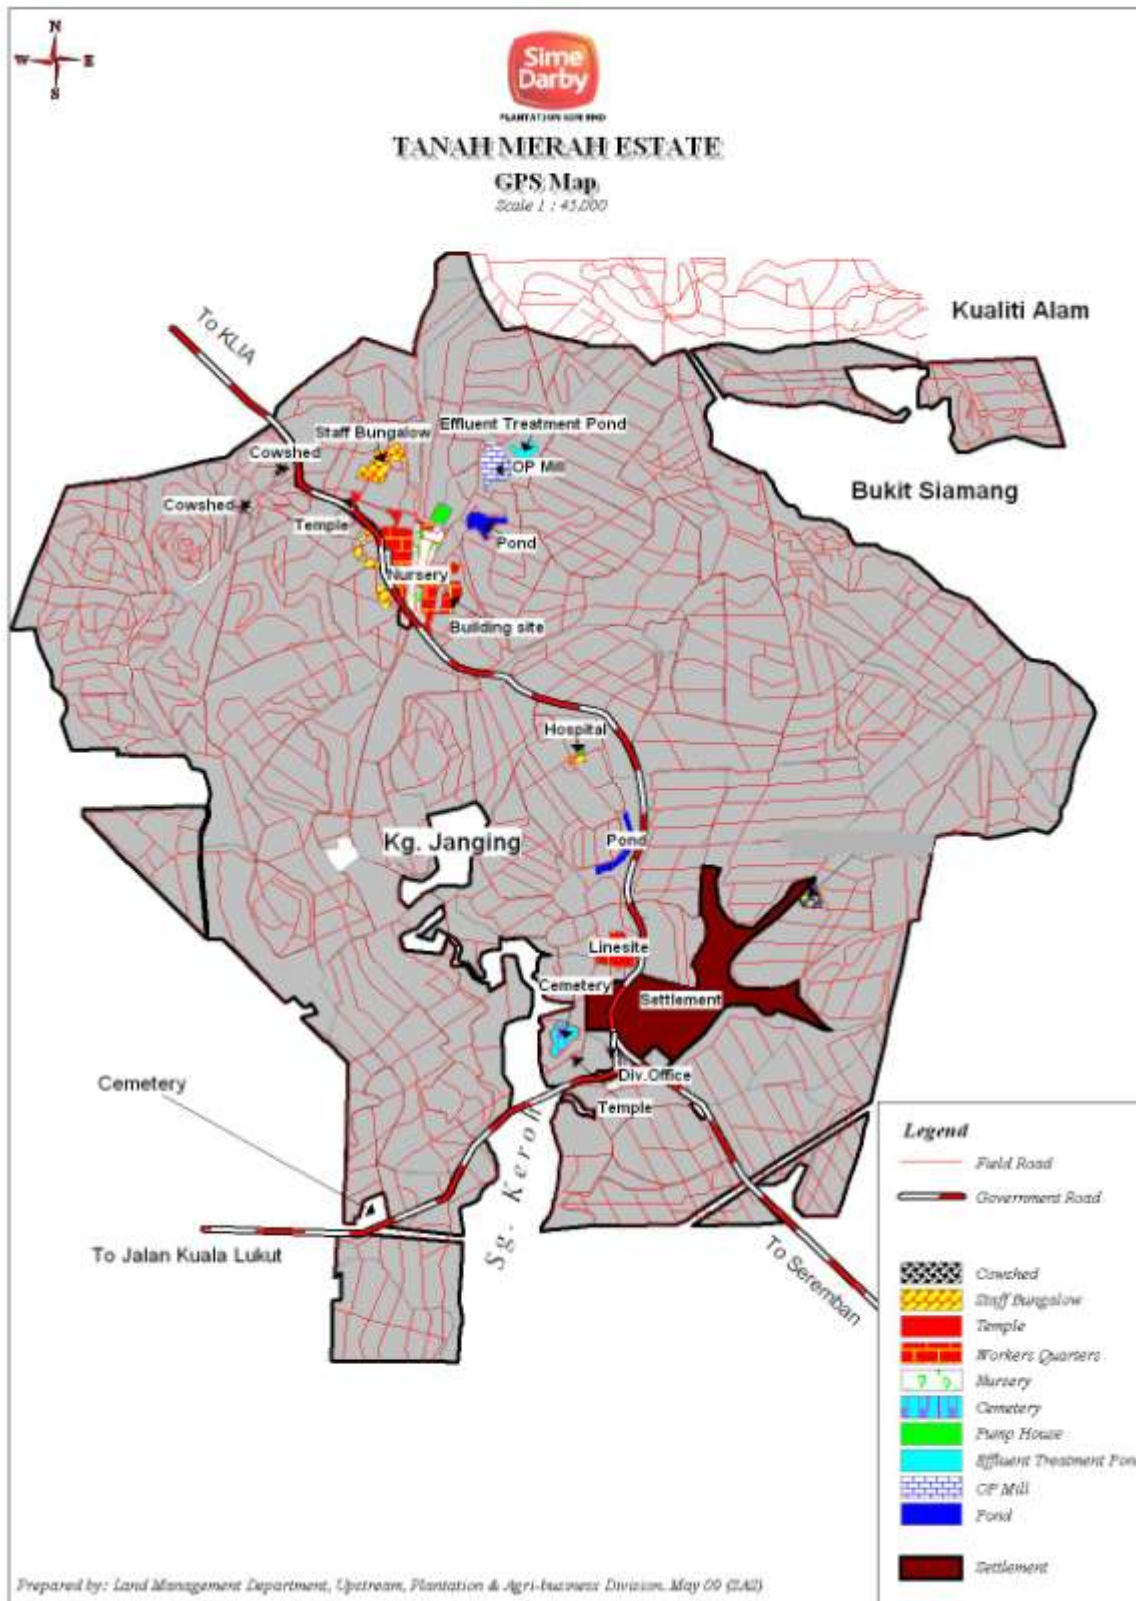 N
W E
S
Sime
Darby
PLANTATION SDN BHD
TANAH MERAH ESTATE
GPS Map
Scale 1 : 45,000
Kualiti Alam
To KLIA
Staff Bungalow
Effluent Treatment Pond
Cowshed
OP Mill
Bukit Siamang
Cowshed
Temple
Pond
Nursery
Building site
Hospital
Kg. Janging
Pond
Linesite
Cemetery
Settlement
Div.Office
Cemetery
Temple
Sg. Keroh
To Jalan Kuala Lukut
To Seremban
Legend
Field Road
Government Road
Cowshed
Staff Bungalow
Temple
Workers Quarters
Nursery
Cemetery
Pump House
Effluent Treatment Pond
OP Mill
Pond
Settlement
Prepared by: Land Management Department, Upstream, Plantation & Agri-business Division. May 09